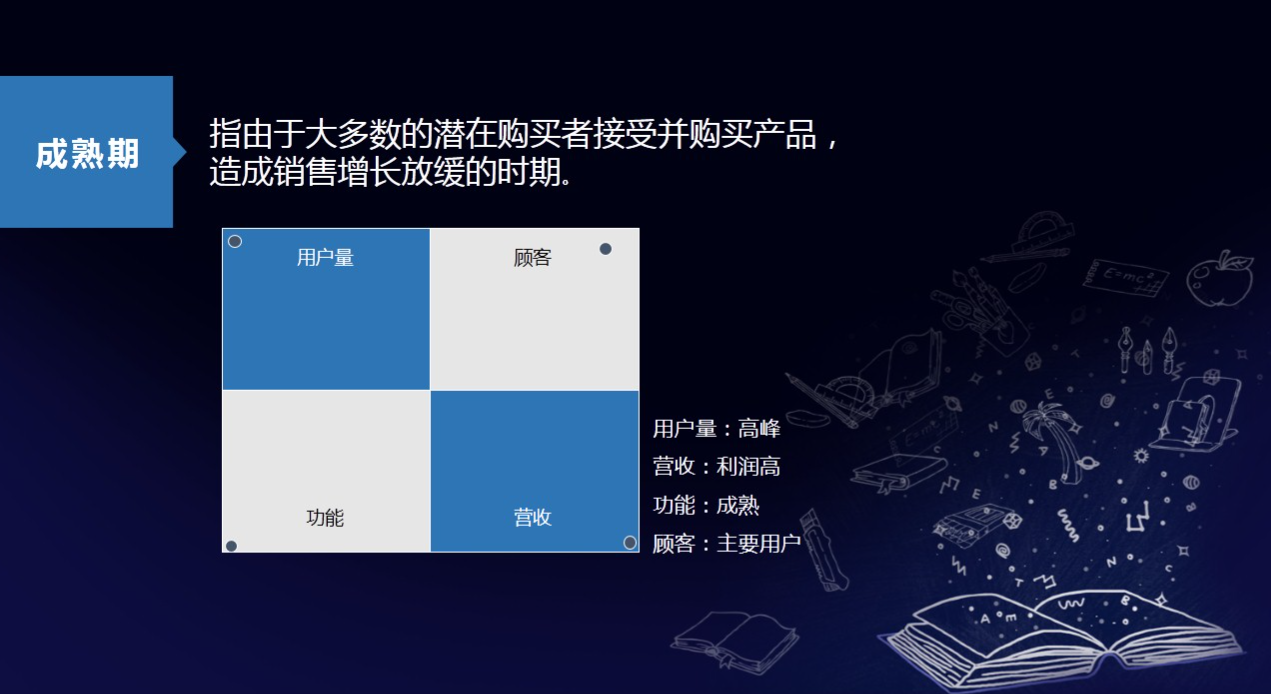 成熟期
指由于大多数的潜在购买者接受并购买产品，
造成销售增长放缓的时期。
用户量
顾客
功能
营收
用户量：高峰
营收：利润高
功能：成熟
顾客：主要用户
E=mc²